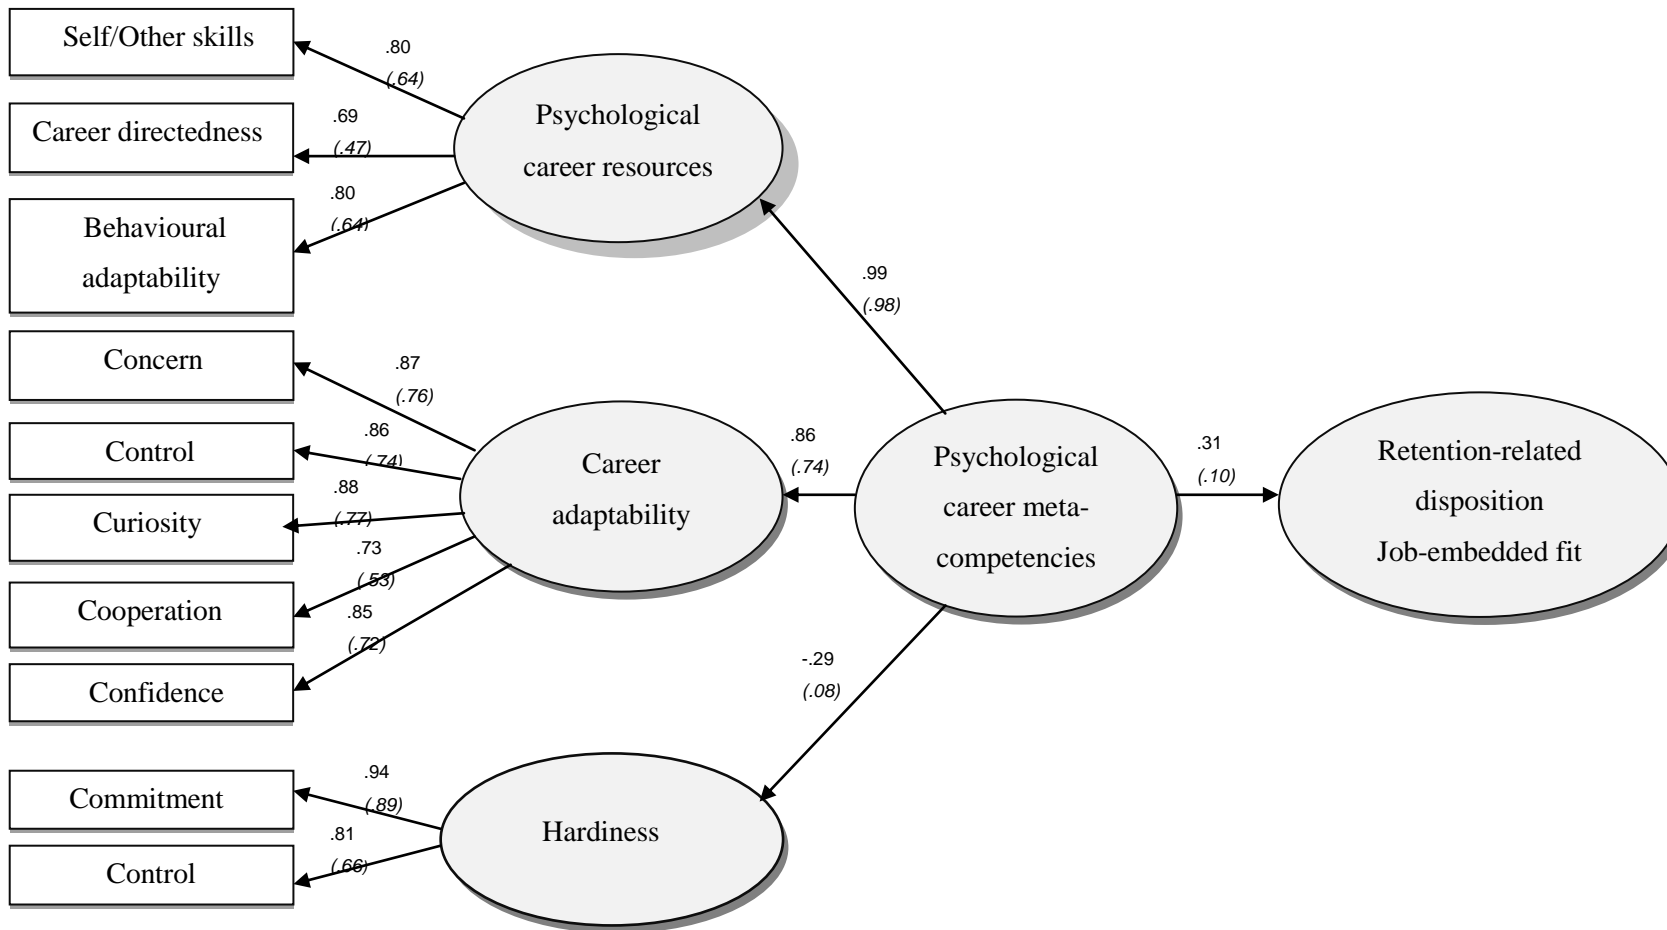 Self/Other skills
.80
(.64)
Career directedness
.69
(.47)
Behavioural
adaptability
.80
(.64)
Psychological
career resources
.99
(.98)
Concern
.87
(.76)
Control
.86
(.74)
Curiosity
.88
(.77)
Cooperation
.73
(.53)
Confidence
.85
(.72)
Career
adaptability
.86
(.74)
Psychological
career meta-
competencies
.31
(.10)
Retention-related
disposition
Job-embedded fit
-.29
(.08)
Commitment
.94
(.89)
Control
.81
(.66)
Hardiness